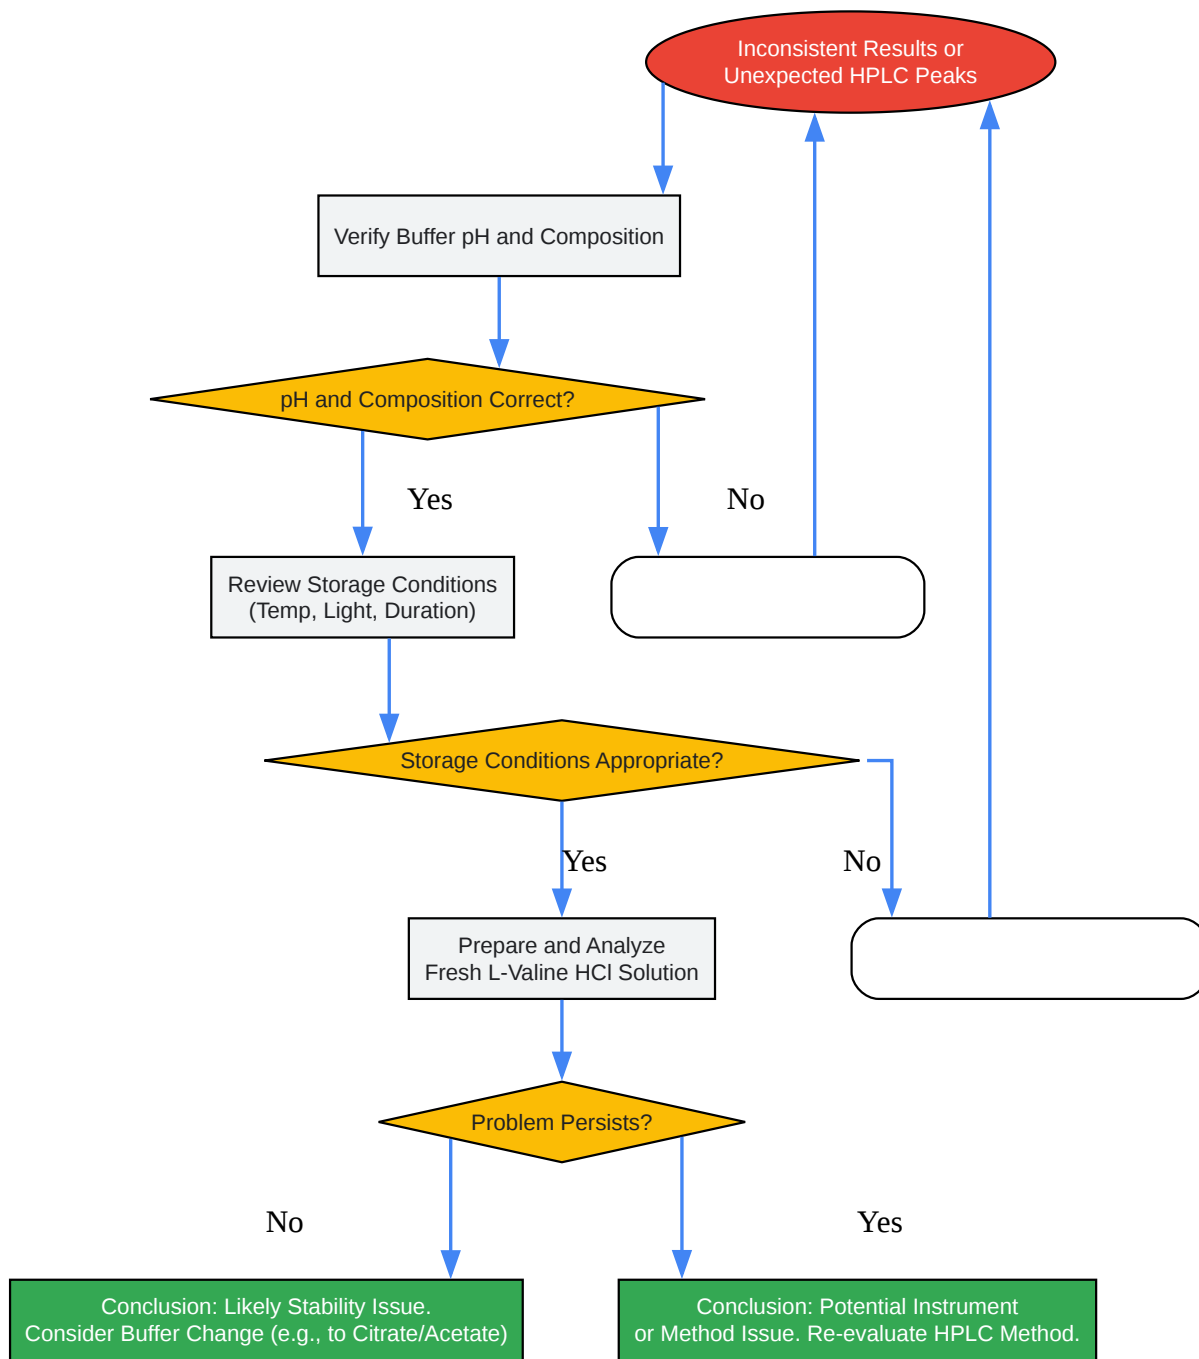 Inconsistent Results or
Unexpected HPLC Peaks
Verify Buffer pH and Composition
pH and Composition Correct?
Yes
No
Review Storage Conditions
(Temp, Light, Duration)
Storage Conditions Appropriate?
Yes
No
Prepare and Analyze
Fresh L-Valine HCl Solution
Problem Persists?
No
Yes
Conclusion: Likely Stability Issue.
Consider Buffer Change (e.g., to Citrate/Acetate)
Conclusion: Potential Instrument
or Method Issue. Re-evaluate HPLC Method.